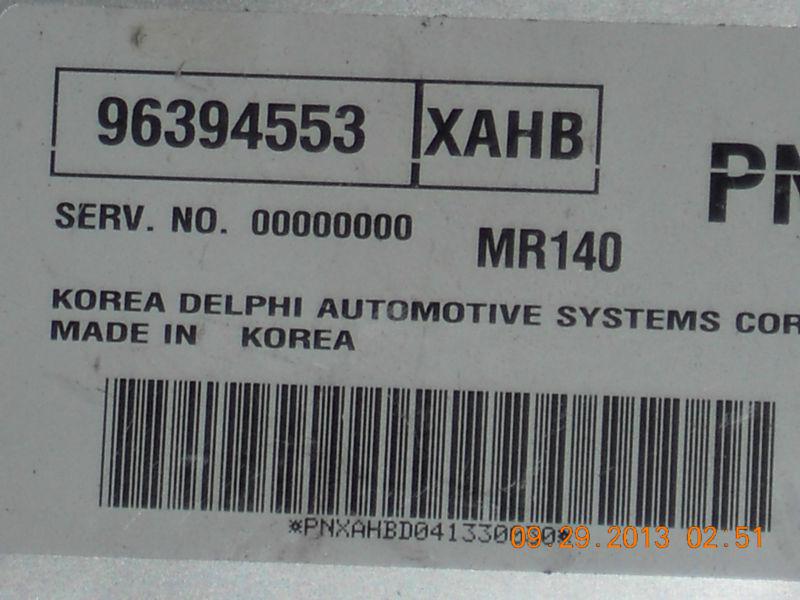 96394553 XAHB
PN
SERV. NO. 00000000 MR140
KOREA DELPHI AUTOMOTIVE SYSTEMS COR
MADE IN KOREA
*PNXAHBD041330090*
09.29.2013 02:51